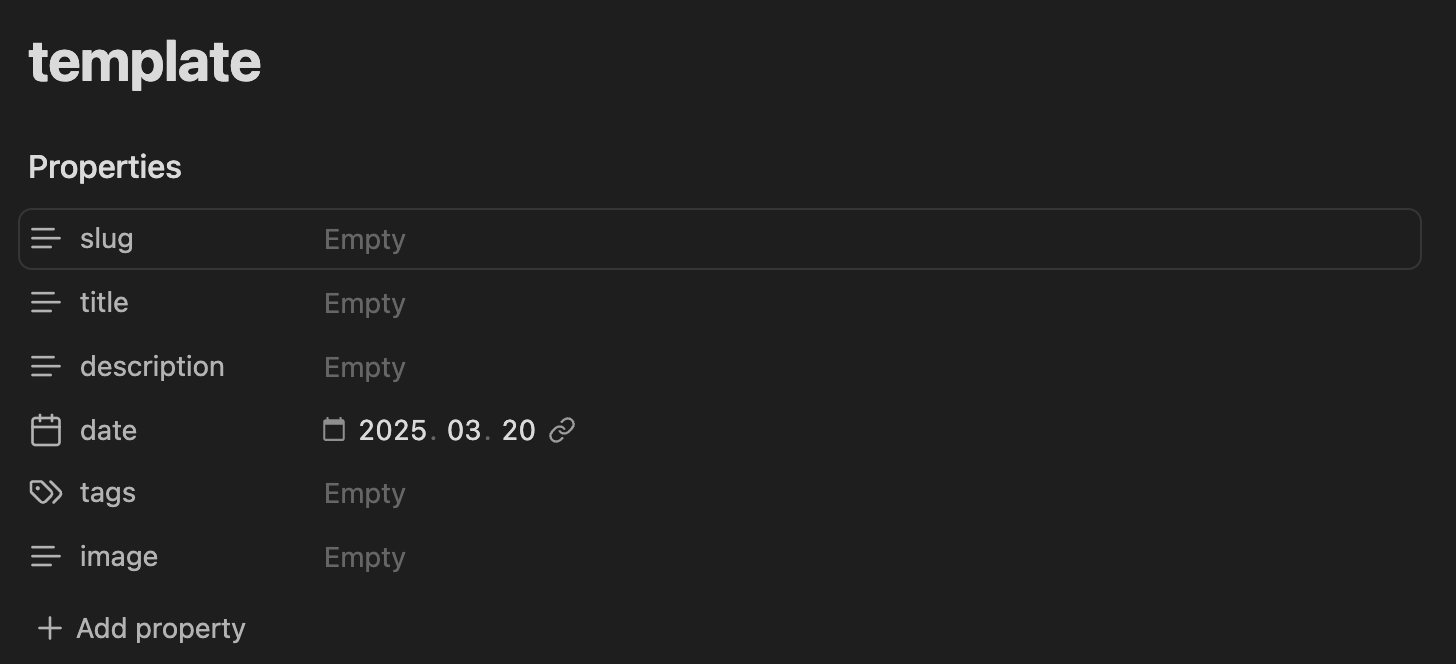 template
Properties
slug Empty
title Empty
description Empty
date 2025. 03. 20
tags Empty
image Empty
Add property